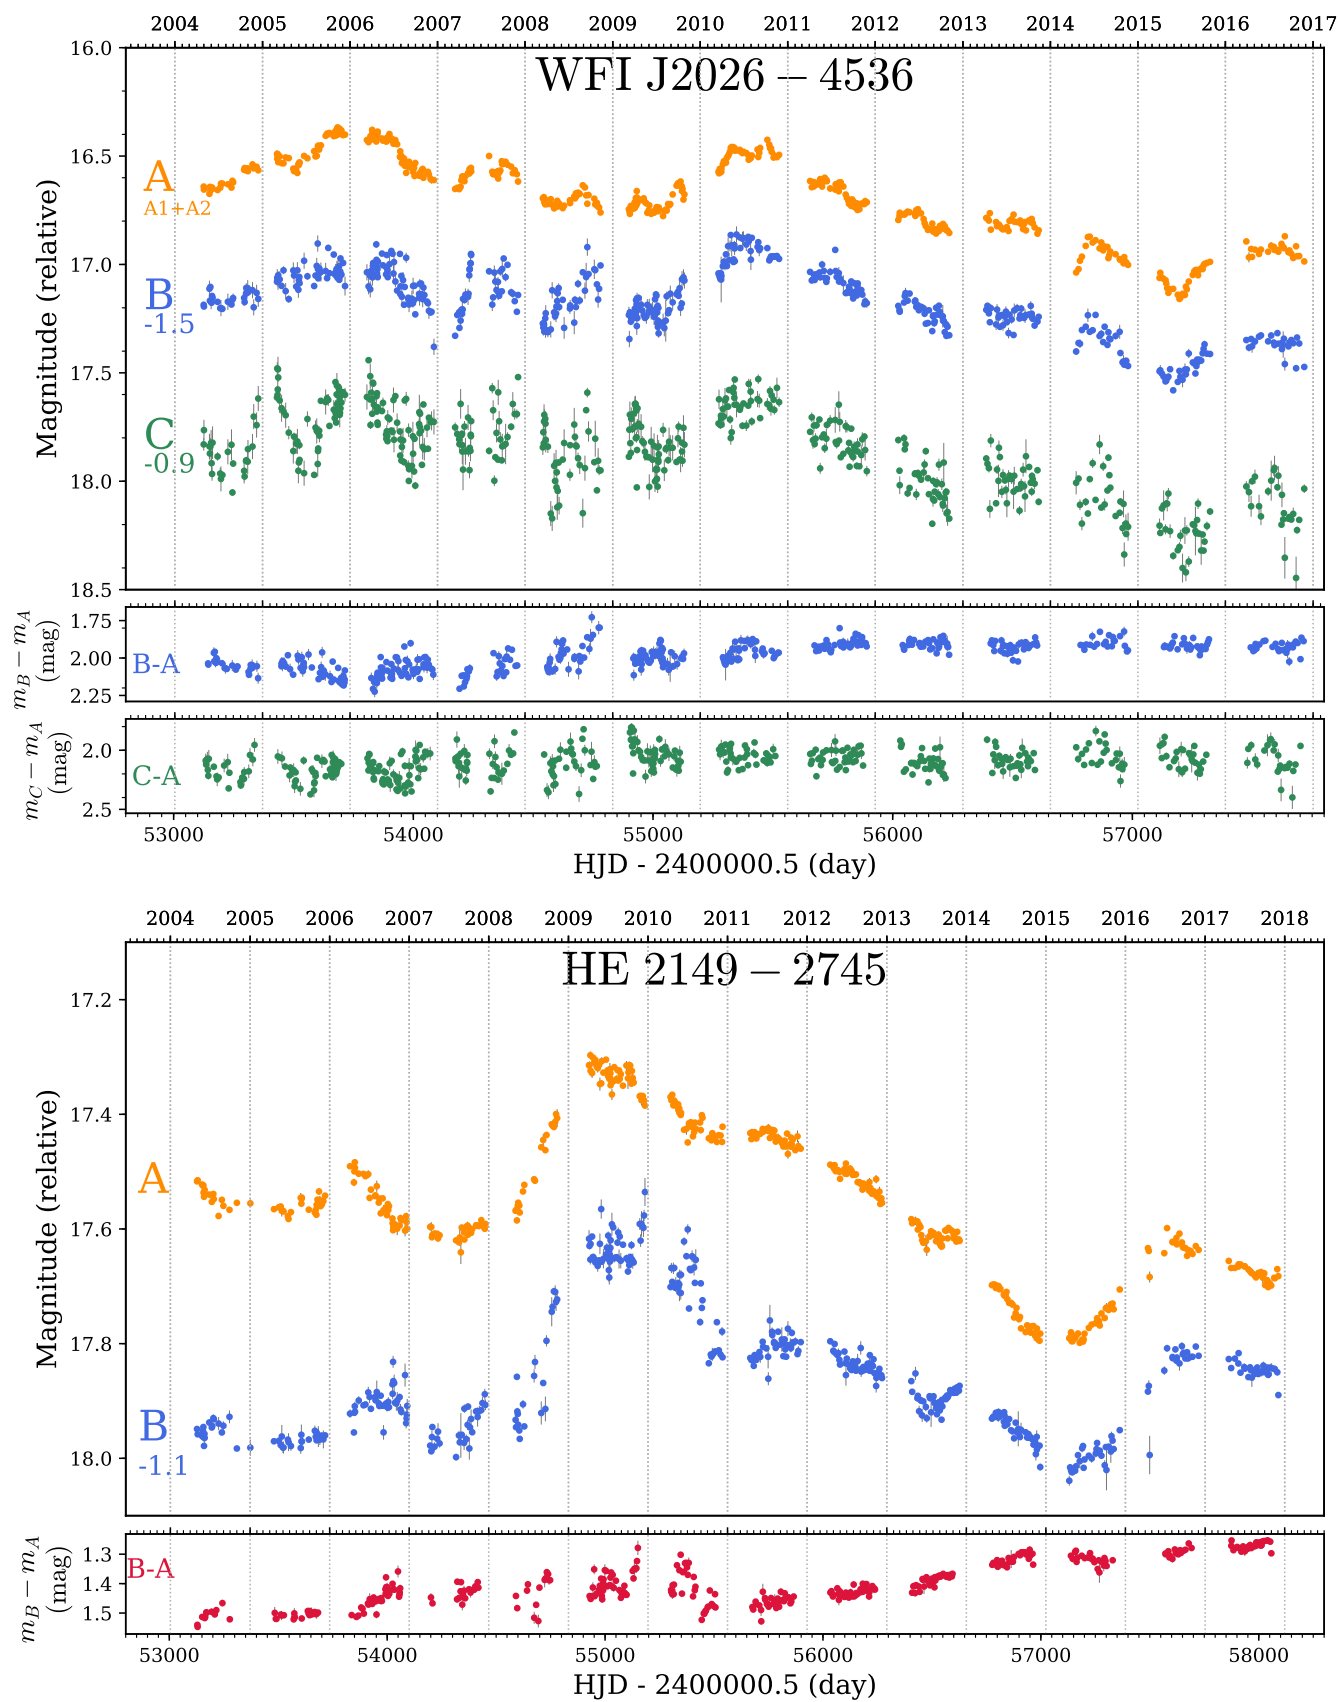 2004 2005 2006 2007 2008 2009 2010 2011 2012 2013 2014 2015 2016 2017
WFI J2026 – 4536
16.0
16.5
17.0
17.5
18.0
18.5
Magnitude (relative)
A
A1+A2
B
-1.5
C
-0.9
1.75
2.00
2.25
m_B − m_A
(mag)
B-A
2.0
2.5
m_C − m_A
(mag)
C-A
53000 54000 55000 56000 57000
HJD - 2400000.5 (day)
2004 2005 2006 2007 2008 2009 2010 2011 2012 2013 2014 2015 2016 2017 2018
HE 2149 – 2745
17.2
17.4
17.6
17.8
18.0
Magnitude (relative)
A
B
-1.1
1.3
1.4
1.5
m_B − m_A
(mag)
B-A
53000 54000 55000 56000 57000 58000
HJD - 2400000.5 (day)